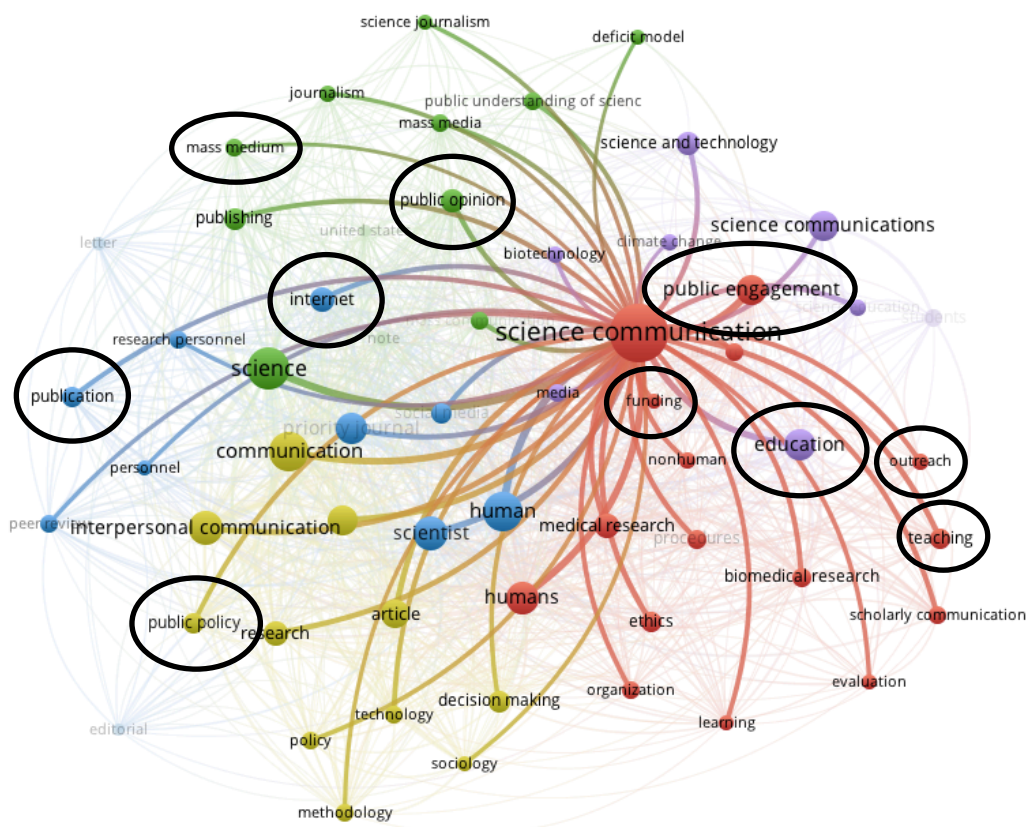 science journalism
deficit model
journalism
public understanding of scienc
mass media
science and technology
mass medium
public opinion
publishing
science communications
united state
letter
climate change
biotechnology
public engagement
internet
students
science communication
note
research personnel
science
publication
media
funding
social media
priority journal
communication
education
nonhuman
outreach
personnel
human
peer review
interpersonal communication
scientist
medical research
procedures
teaching
biomedical research
humans
article
public policy
research
ethics
scholarly communication
organization
evaluation
decision making
technology
learning
editorial
policy
sociology
methodology